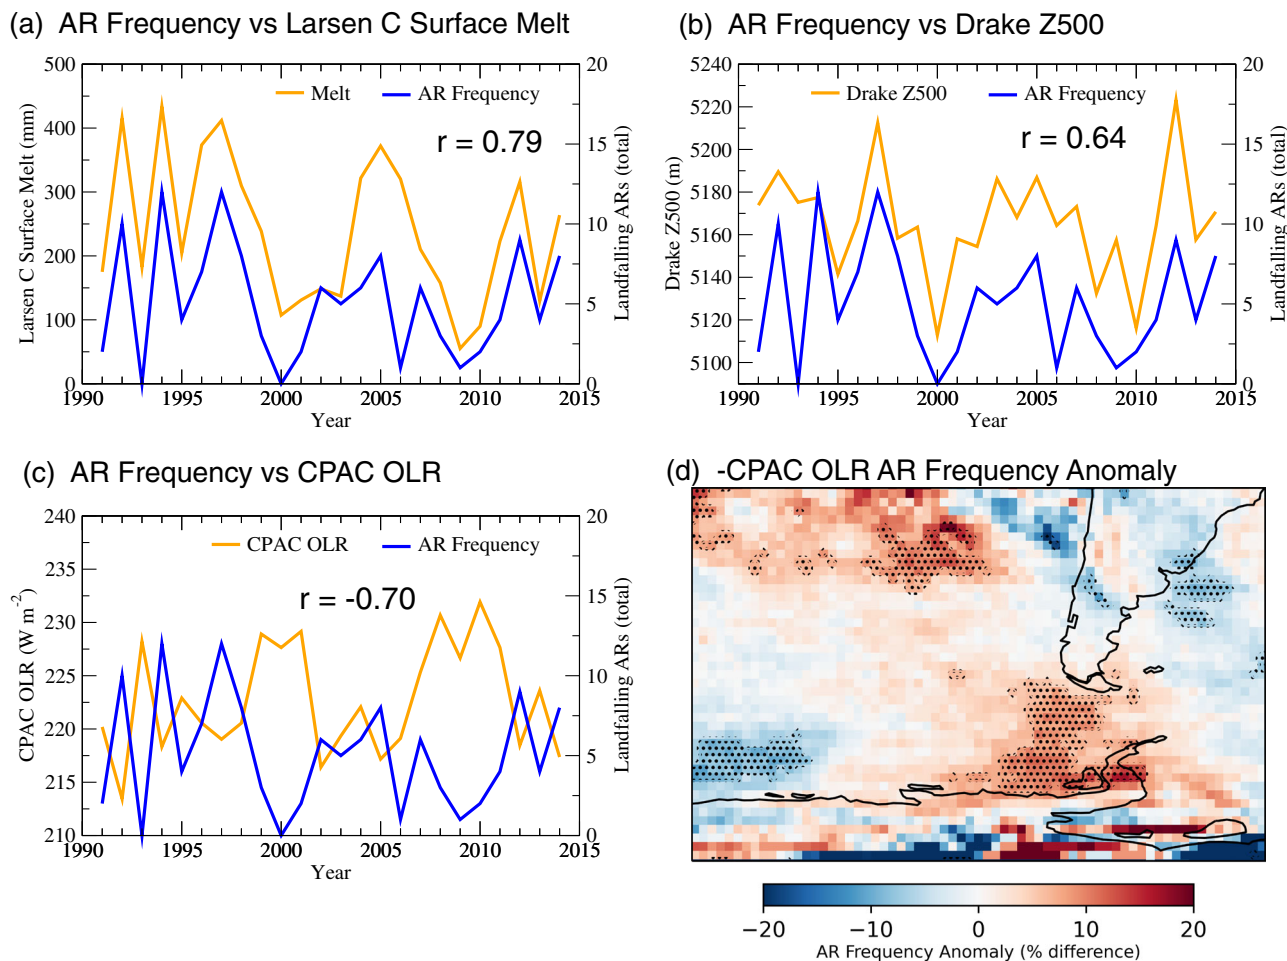 (a) AR Frequency vs Larsen C Surface Melt
500
400
300
200
100
0
Larsen C Surface Melt (mm)
Melt
AR Frequency
r = 0.79
20
15
10
5
0
Landfalling ARs (total)
1990 1995 2000 2005 2010 2015
Year
(b) AR Frequency vs Drake Z500
5240
5220
5200
5180
5160
5140
5120
5100
Drake Z500 (m)
Drake Z500
AR Frequency
r = 0.64
20
15
10
5
0
Landfalling ARs (total)
1990 1995 2000 2005 2010 2015
Year
(c) AR Frequency vs CPAC OLR
240
235
230
225
220
215
210
CPAC OLR (W m⁻²)
CPAC OLR
AR Frequency
r = -0.70
20
15
10
5
0
Landfalling ARs (total)
1990 1995 2000 2005 2010 2015
Year
(d) -CPAC OLR AR Frequency Anomaly
−20 −10 0 10 20
AR Frequency Anomaly (% difference)